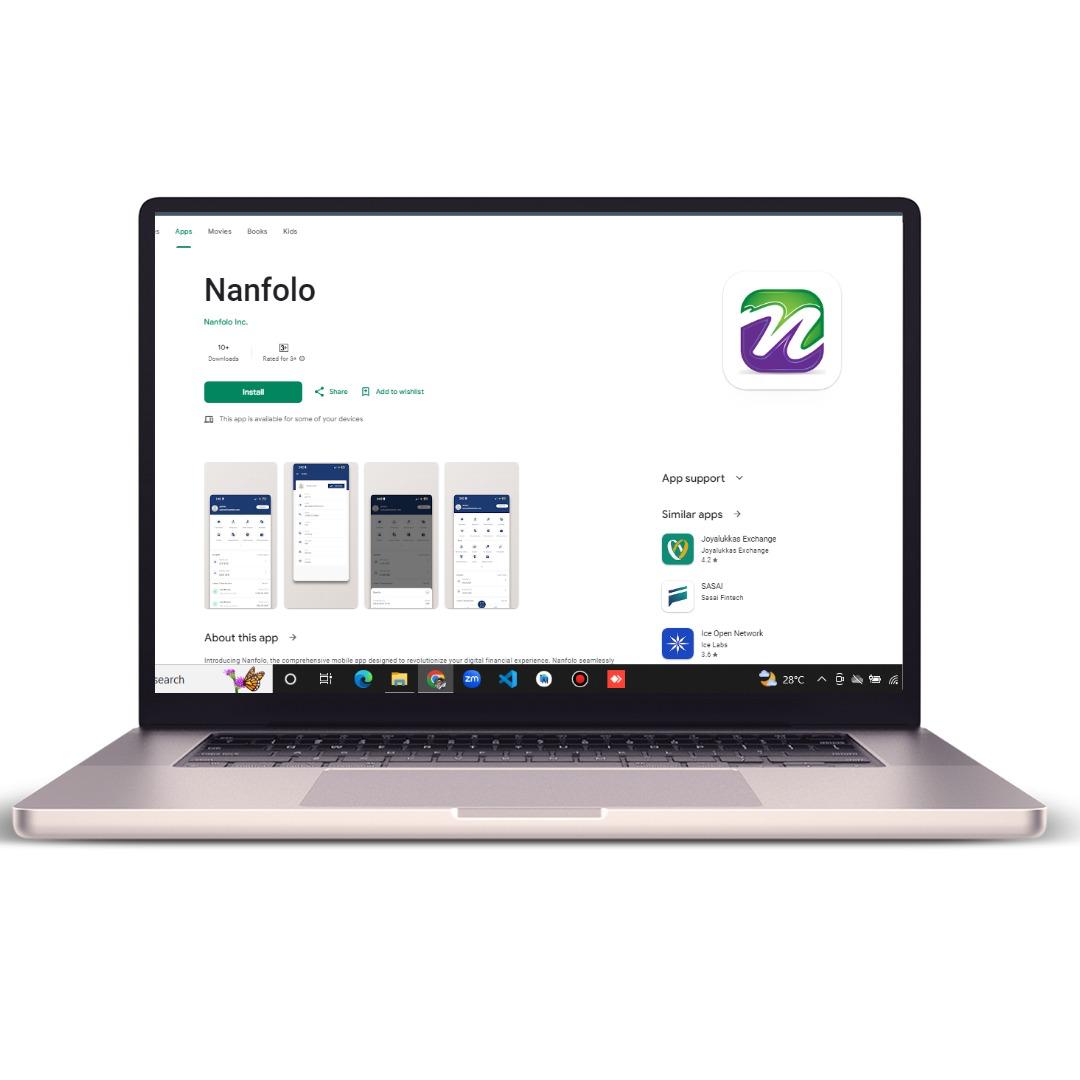 s Apps Movies Books Kids
Nanfolo
Nanfolo Inc.
10+
Downloads
3+
Rated for 3+
Install
Share
Add to wishlist
This app is available for some of your devices
App support
Similar apps
Joyalukkas Exchange
Joyalukkas Exchange
4.2 ★
SASAI
Sasai Fintech
Ice Open Network
Ice Labs
3.6 ★
About this app
Introducing Nanfolo, the comprehensive mobile app designed to revolutionize your digital financial experience. Nanfolo seamlessly
search
zm
28°C